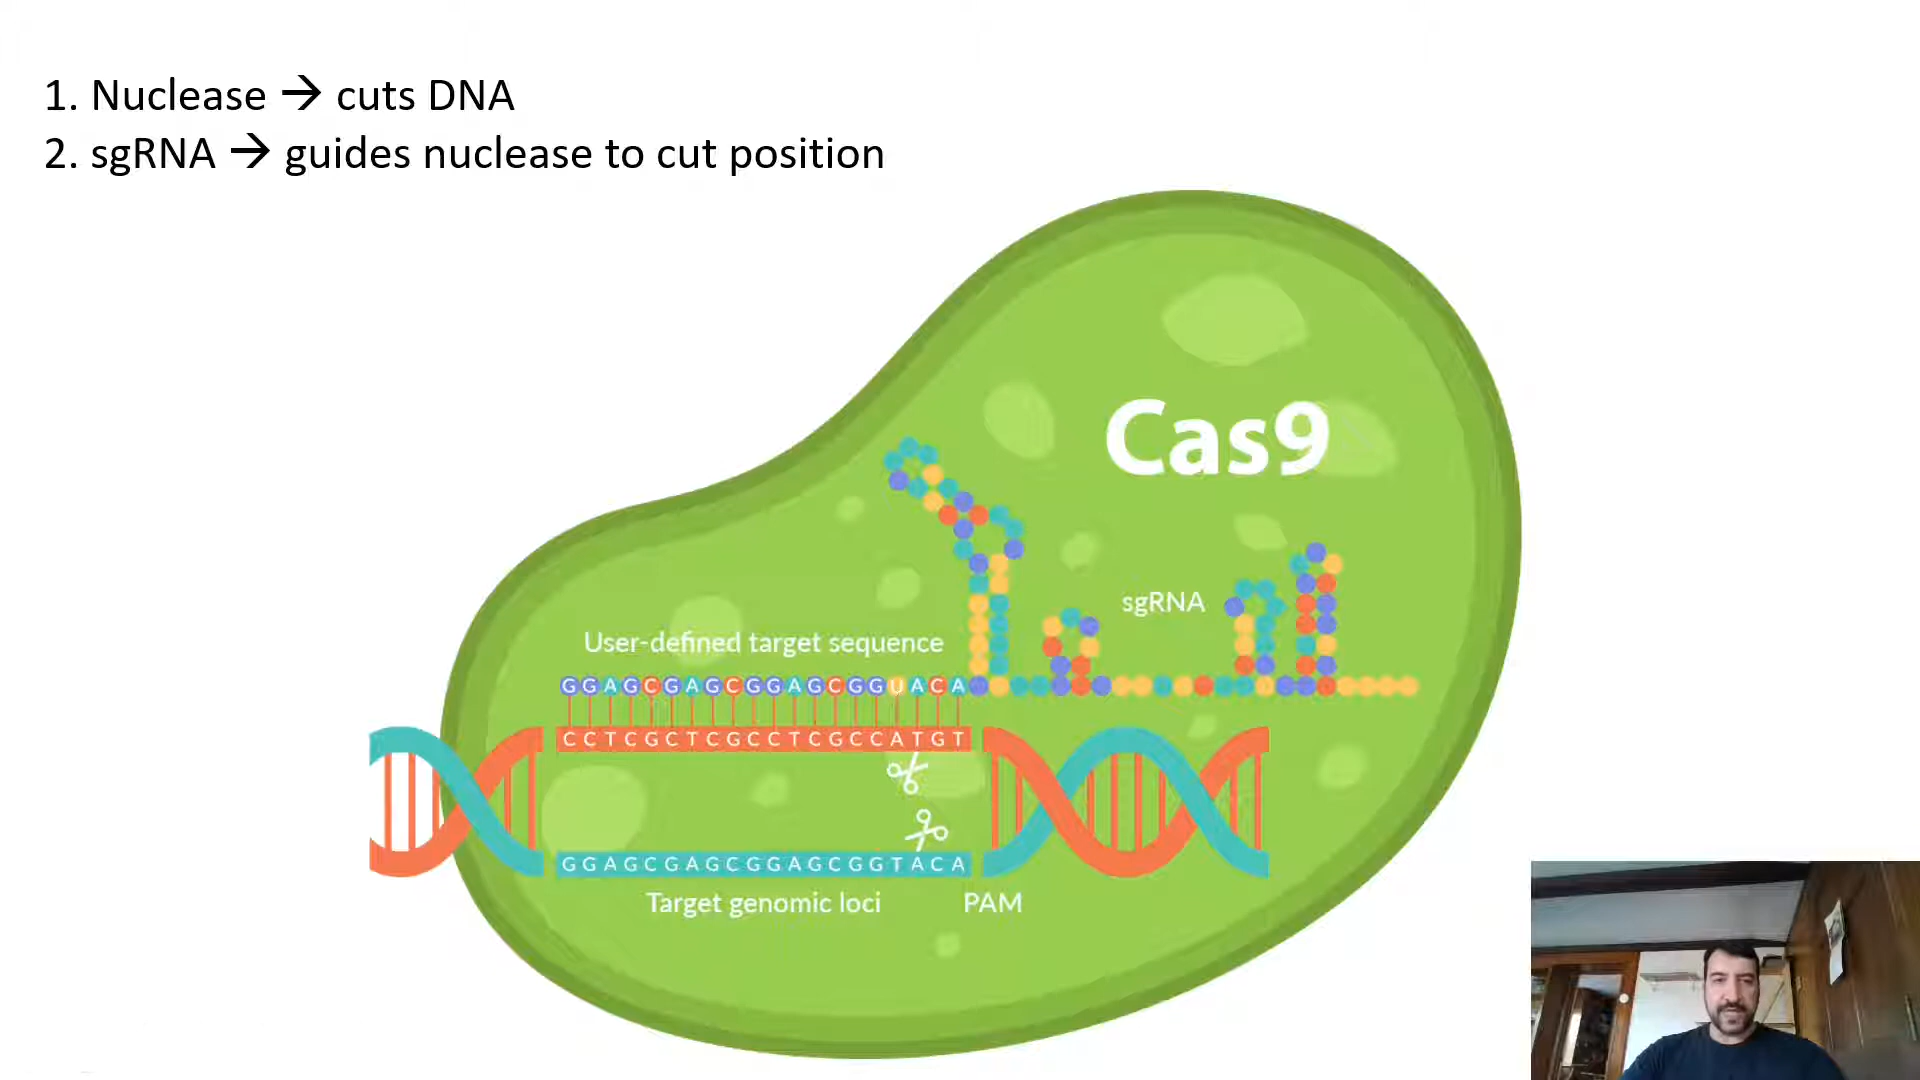 1. Nuclease → cuts DNA
2. sgRNA → guides nuclease to cut position
Cas9
sgRNA
User-defined target sequence
GGAGCGAGCGGAGCGGUACA
CCTCGCTCGCCTCGCCATGT
GGAGCGAGCGGAGCGGTACA
Target genomic loci
PAM